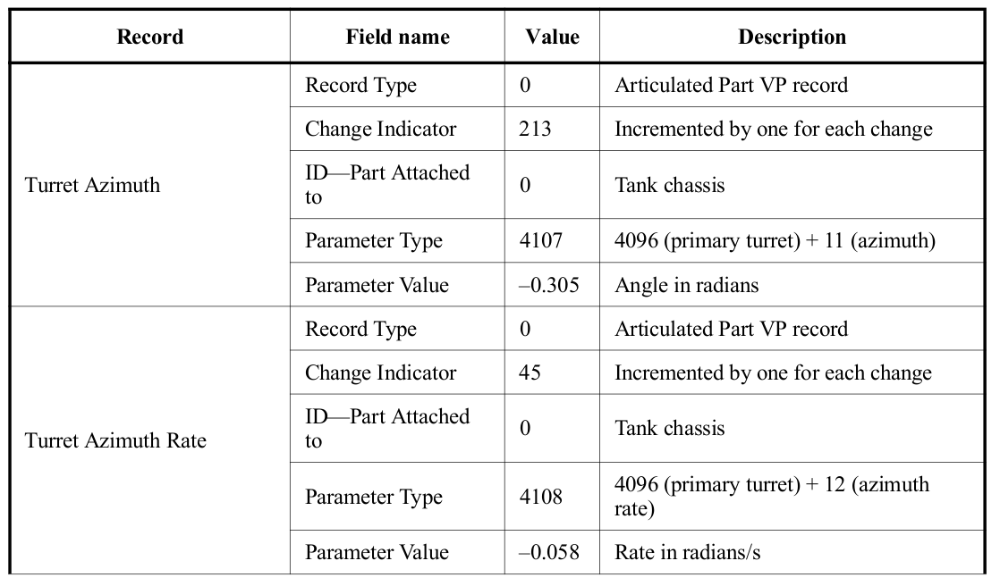 Record Field name Value Description
Record Type 0 Articulated Part VP record
Change Indicator 213 Incremented by one for each change
ID—Part Attached
to
0 Tank chassis
Turret Azimuth
Parameter Type 4107 4096 (primary turret) + 11 (azimuth)
Parameter Value –0.305 Angle in radians
Record Type 0 Articulated Part VP record
Change Indicator 45 Incremented by one for each change
ID—Part Attached
to
0 Tank chassis
Turret Azimuth Rate
Parameter Type 4108 4096 (primary turret) + 12 (azimuth
rate)
Parameter Value –0.058 Rate in radians/s